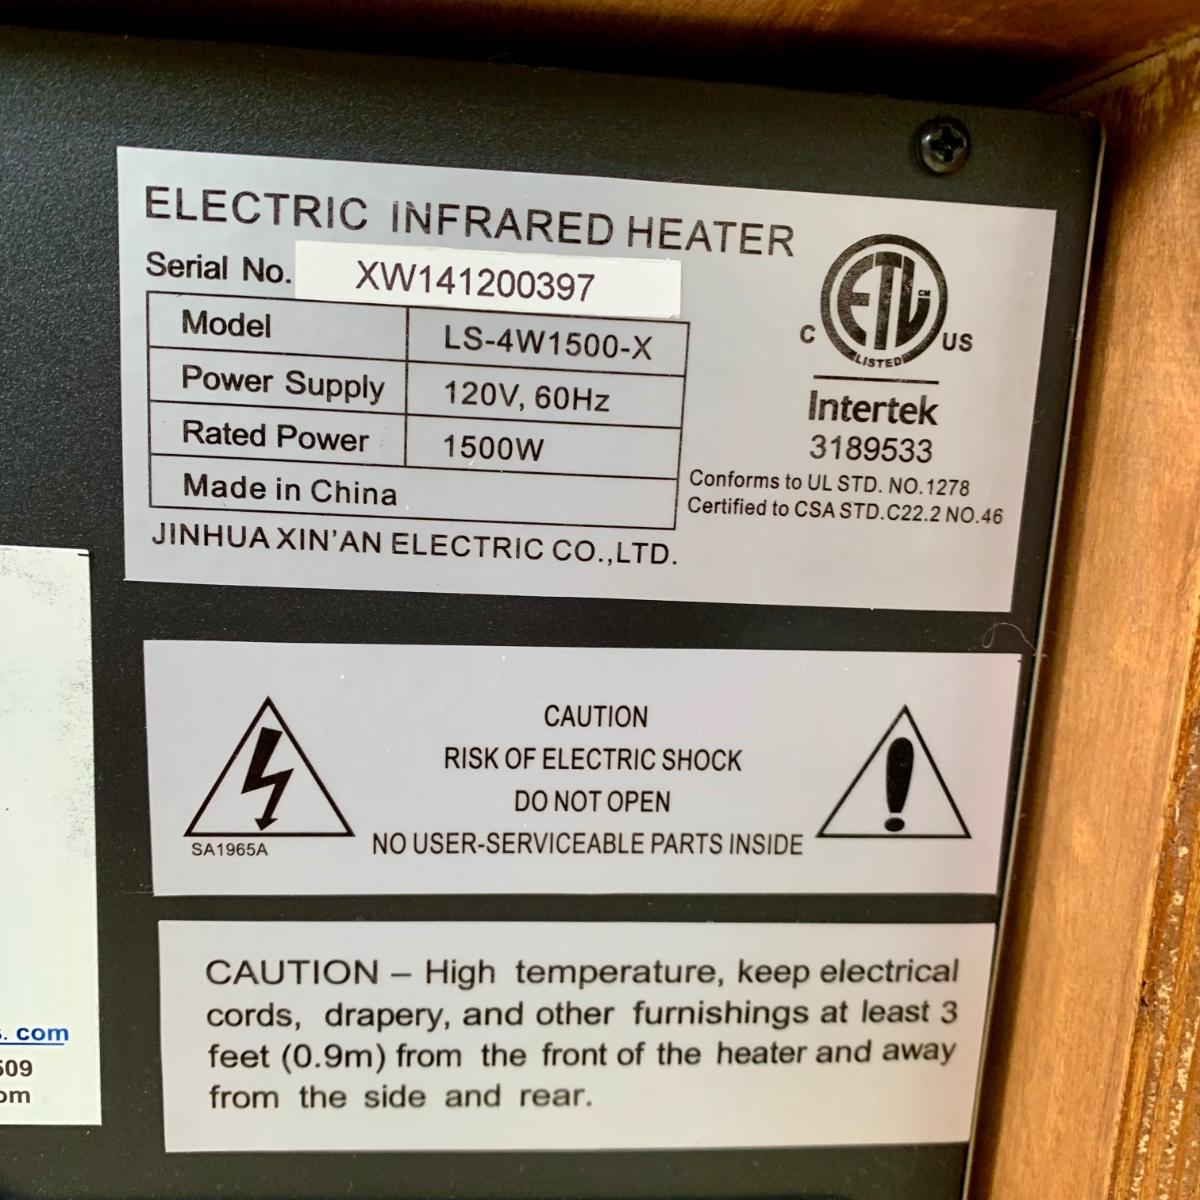 ELECTRIC INFRARED HEATER
Serial No. XW141200397
Model LS-4W1500-X
Power Supply 120V, 60Hz
Rated Power 1500W
Made in China
JINHUA XIN'AN ELECTRIC CO.,LTD.
ETL CM
LISTED
C US
Intertek
3189533
Conforms to UL STD. NO.1278
Certified to CSA STD.C22.2 NO.46
CAUTION
RISK OF ELECTRIC SHOCK
DO NOT OPEN
NO USER-SERVICEABLE PARTS INSIDE
SA1965A
CAUTION – High temperature, keep electrical
cords, drapery, and other furnishings at least 3
feet (0.9m) from the front of the heater and away
from the side and rear.
. com
509
om